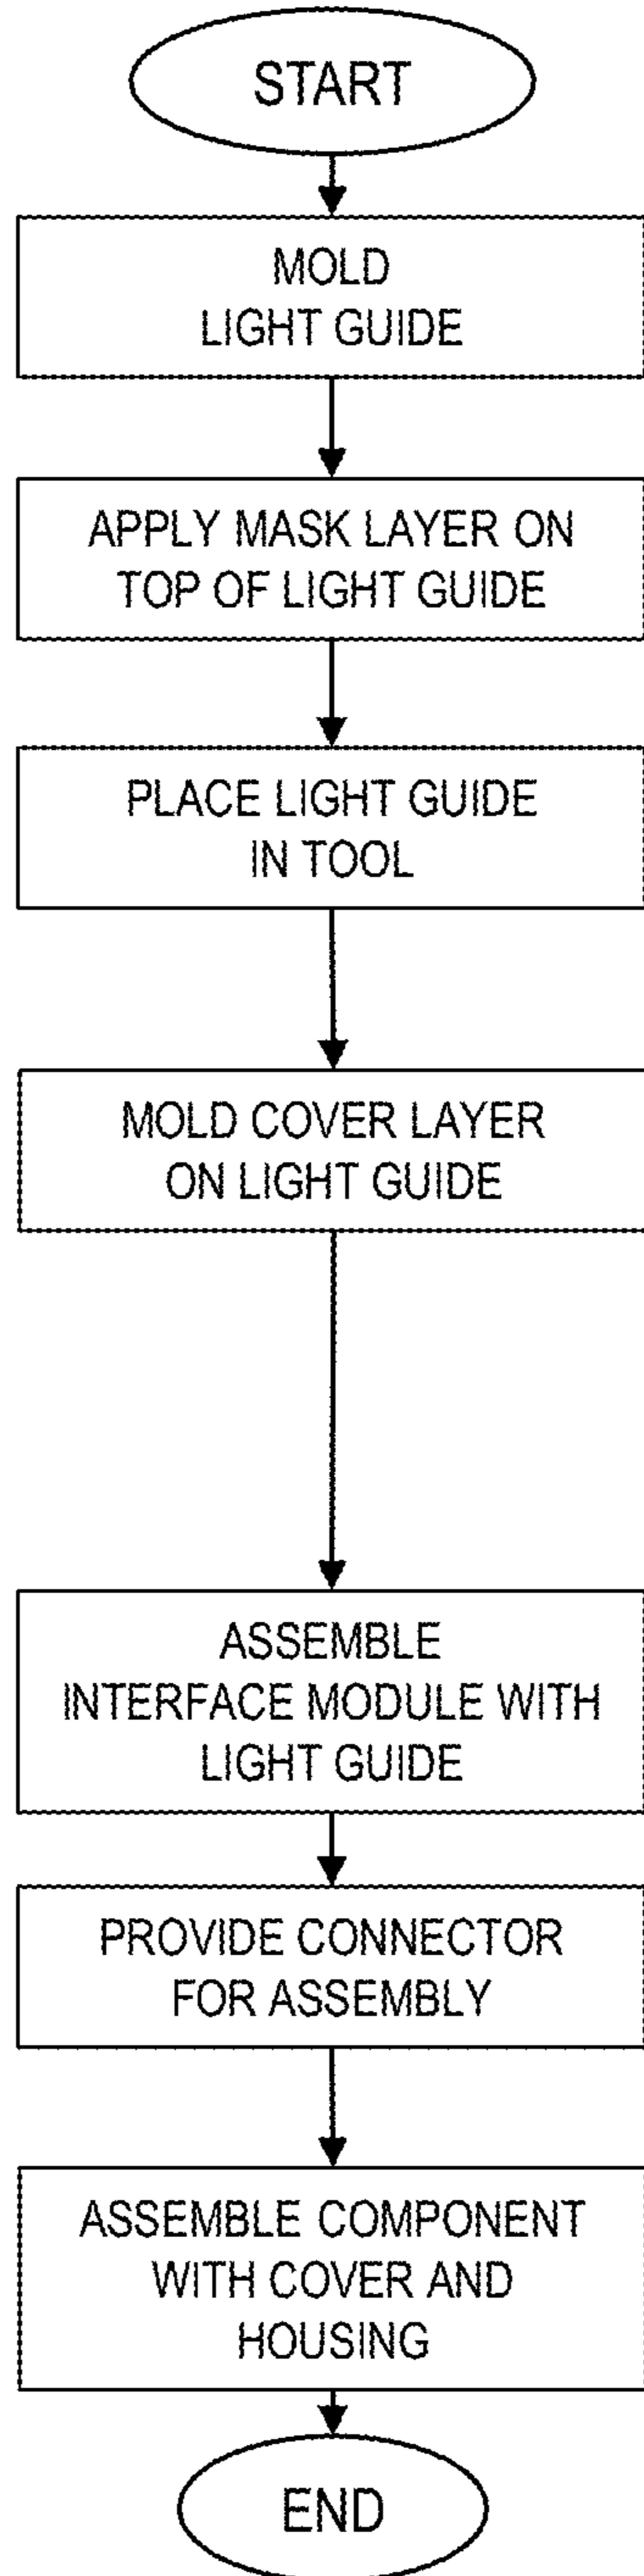 START
MOLD
LIGHT GUIDE
APPLY MASK LAYER ON
TOP OF LIGHT GUIDE
PLACE LIGHT GUIDE
IN TOOL
MOLD COVER LAYER
ON LIGHT GUIDE
ASSEMBLE
INTERFACE MODULE WITH
LIGHT GUIDE
PROVIDE CONNECTOR
FOR ASSEMBLY
ASSEMBLE COMPONENT
WITH COVER AND
HOUSING
END